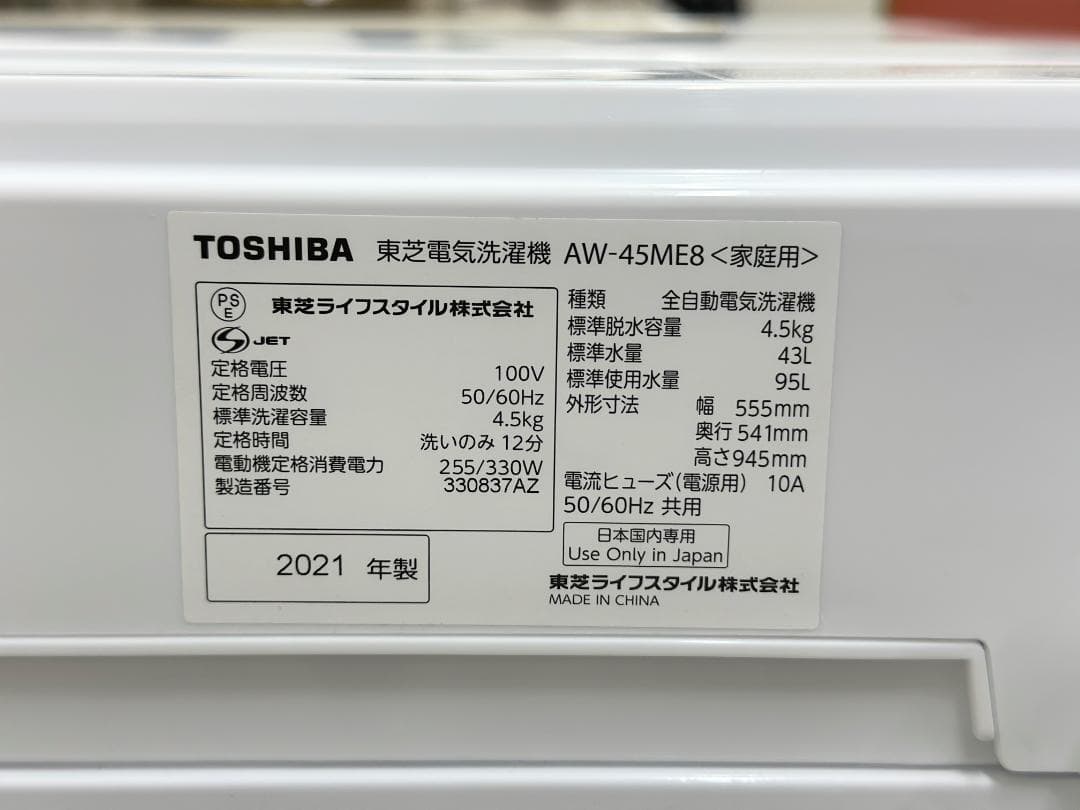 TOSHIBA 東芝電気洗濯機 AW-45ME8<家庭用>
PSE 東芝ライフスタイル株式会社
S JET
定格電圧 100V
定格周波数 50/60Hz
標準洗濯容量 4.5kg
定格時間 洗いのみ 12分
電動機定格消費電力 255/330W
製造番号 330837AZ
2021 年製
種類 全自動電気洗濯機
標準脱水容量 4.5kg
標準水量 43L
標準使用水量 95L
外形寸法 幅 555mm
奥行 541mm
高さ 945mm
電流ヒューズ(電源用) 10A
50/60Hz 共用
日本国内専用
Use Only in Japan
東芝ライフスタイル株式会社
MADE IN CHINA